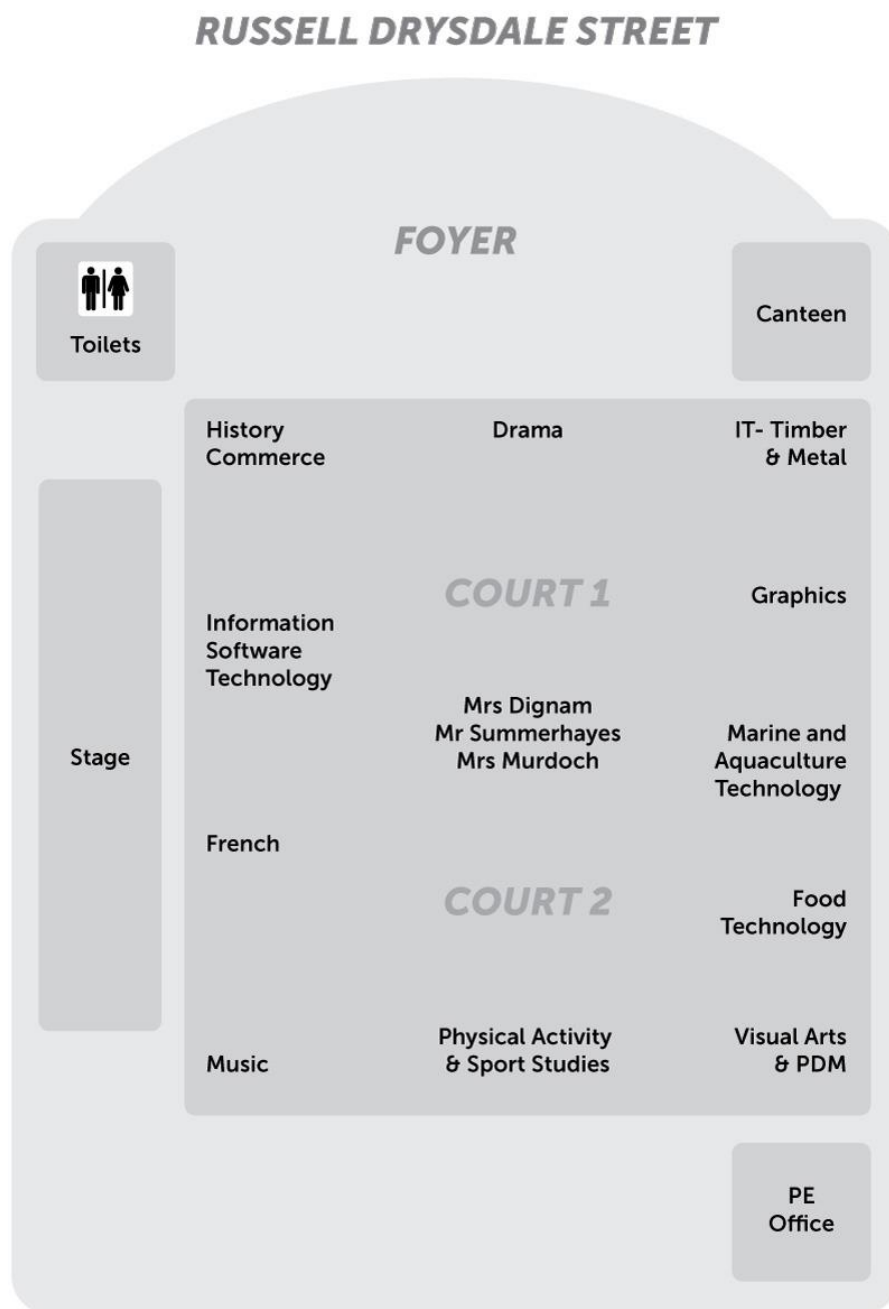 RUSSELL DRYSDALE STREET
FOYER
Toilets
Canteen
History
Commerce
Drama
IT- Timber
& Metal
COURT 1
Graphics
Information
Software
Technology
Mrs Dignam
Mr Summerhayes
Mrs Murdoch
Marine and
Aquaculture
Technology
Stage
French
COURT 2
Food
Technology
Music
Physical Activity
& Sport Studies
Visual Arts
& PDM
PE
Office